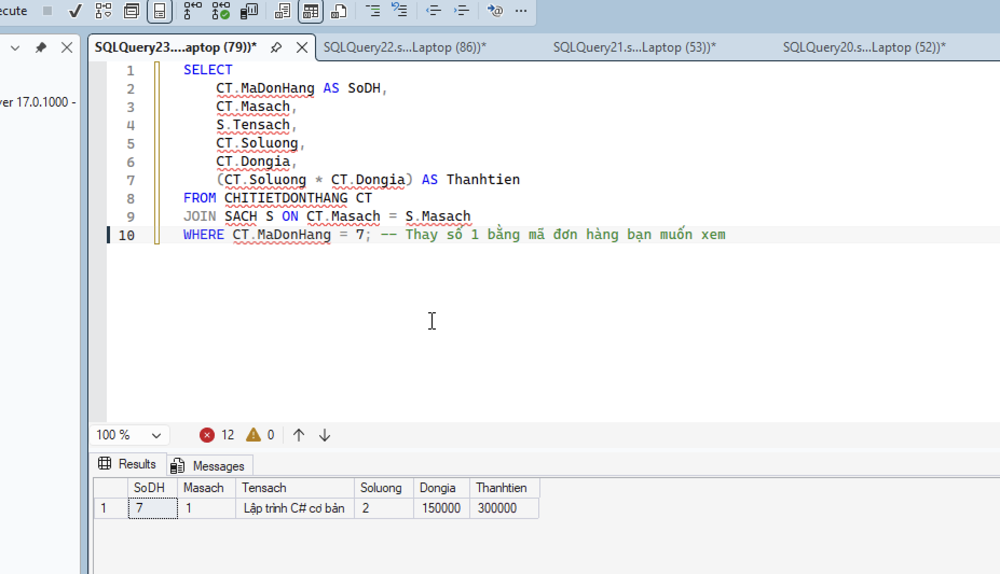 ecute
SQLQuery23....aptop (79))*
SQLQuery22.s...Laptop (86))*
SQLQuery21.s...Laptop (53))*
SQLQuery20.s...Laptop (52))*
ver 17.0.1000 -
1 SELECT
2 CT.MaDonHang AS SoDH,
3 CT.Masach,
4 S.Tensach,
5 CT.Soluong,
6 CT.Dongia,
7 (CT.Soluong * CT.Dongia) AS Thanhtien
8 FROM CHITIETDONTHANG CT
9 JOIN SACH S ON CT.Masach = S.Masach
10 WHERE CT.MaDonHang = 7; -- Thay số 1 bằng mã đơn hàng bạn muốn xem
100 % 12 0
Results Messages
SoDH Masach Tensach Soluong Dongia Thanhtien
1 7 1 Lập trình C# cơ bản 2 150000 300000